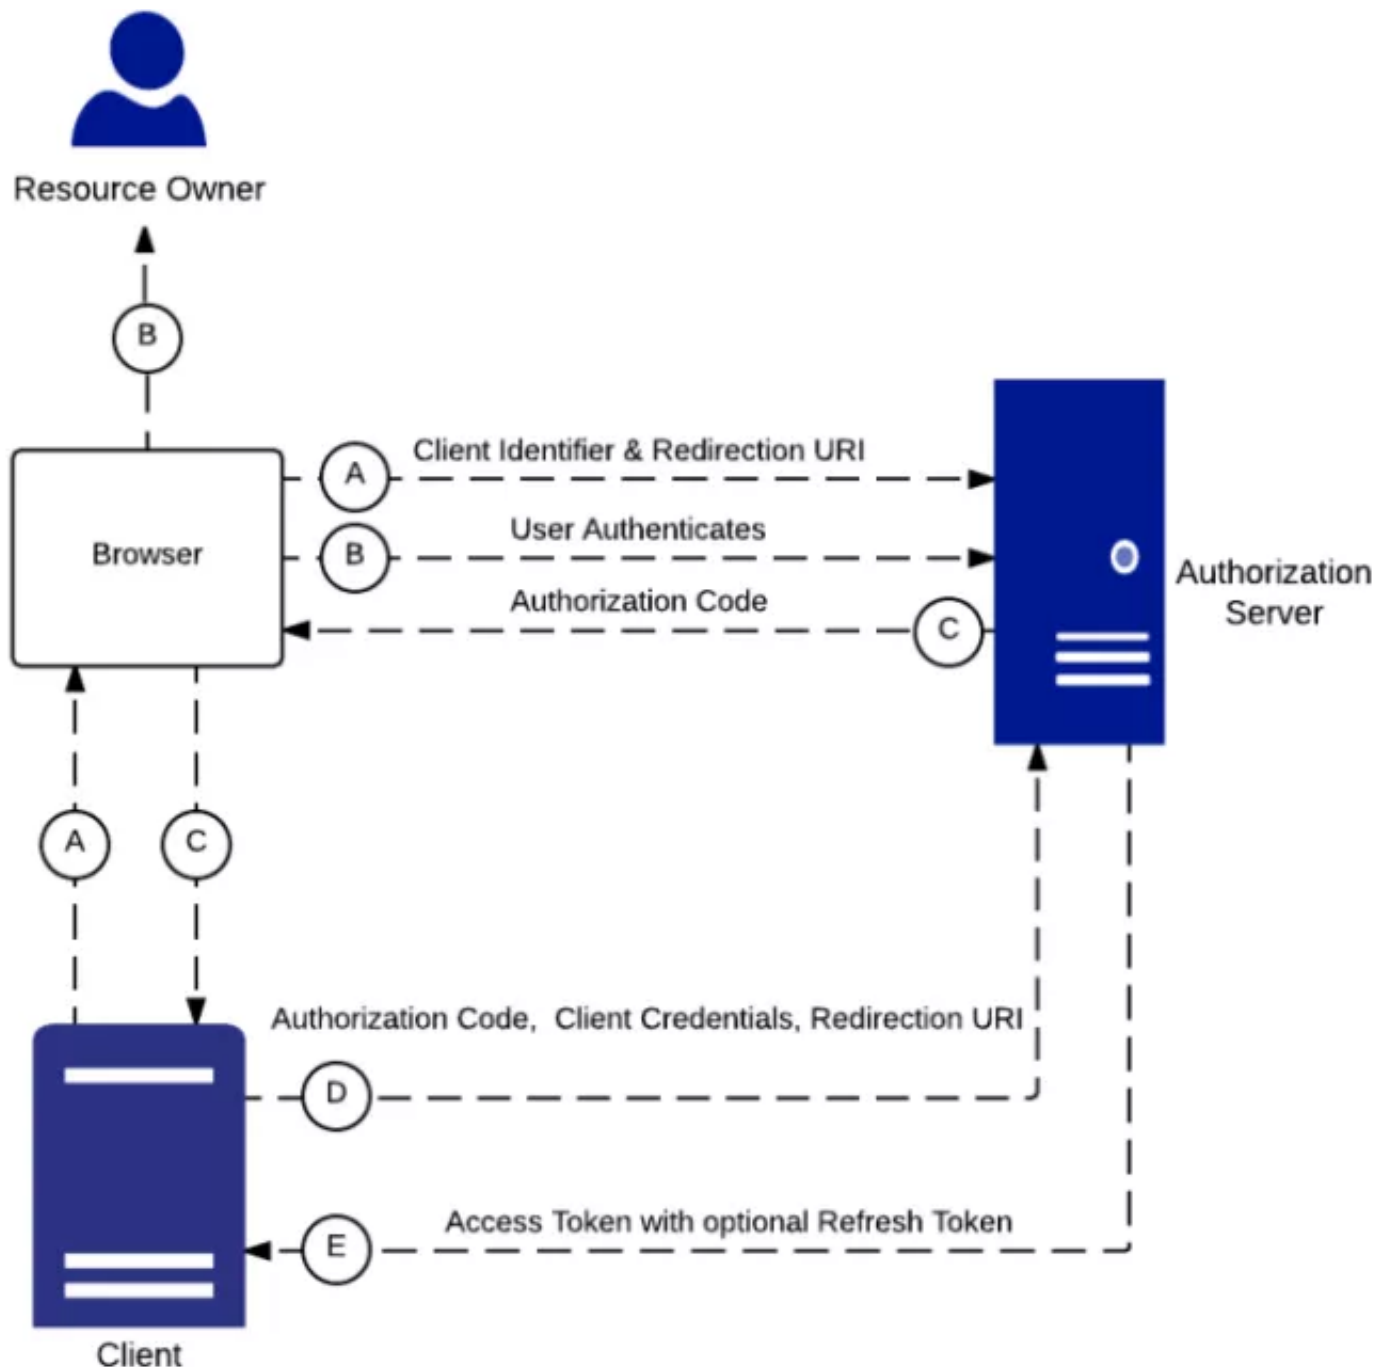 Resource Owner
B
A
Client Identifier & Redirection URI
Browser
B
User Authenticates
Authorization Code
C
Authorization
Server
A
C
Authorization Code,  Client Credentials, Redirection URI
D
Access Token with optional Refresh Token
E
Client